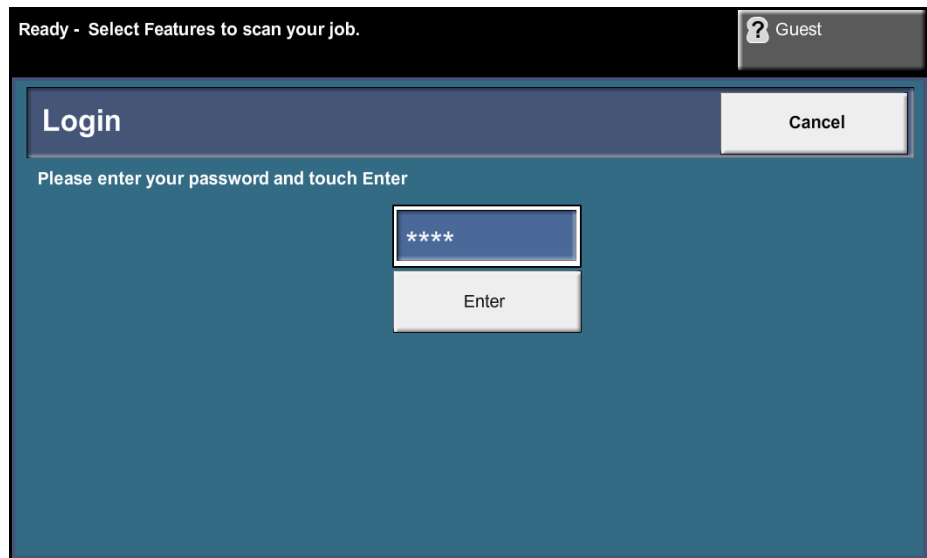 Ready - Select Features to scan your job.
Guest
Login
Cancel
Please enter your password and touch Enter
****
Enter